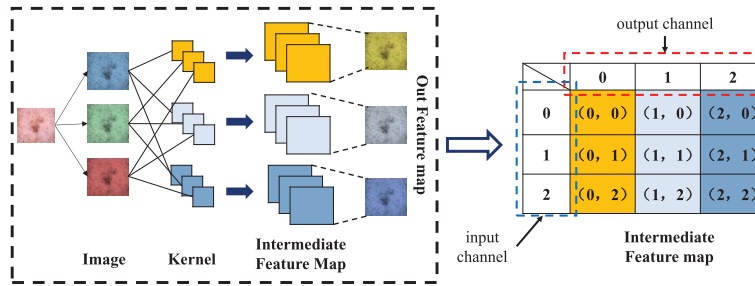 output channel
0 1 2
0 (0, 0) (1, 0) (2, 0)
1 (0, 1) (1, 1) (2, 1)
2 (0, 2) (1, 2) (2, 2)
input
channel
Intermediate
Feature map
Out Feature map
Image
Kernel
Intermediate
Feature Map